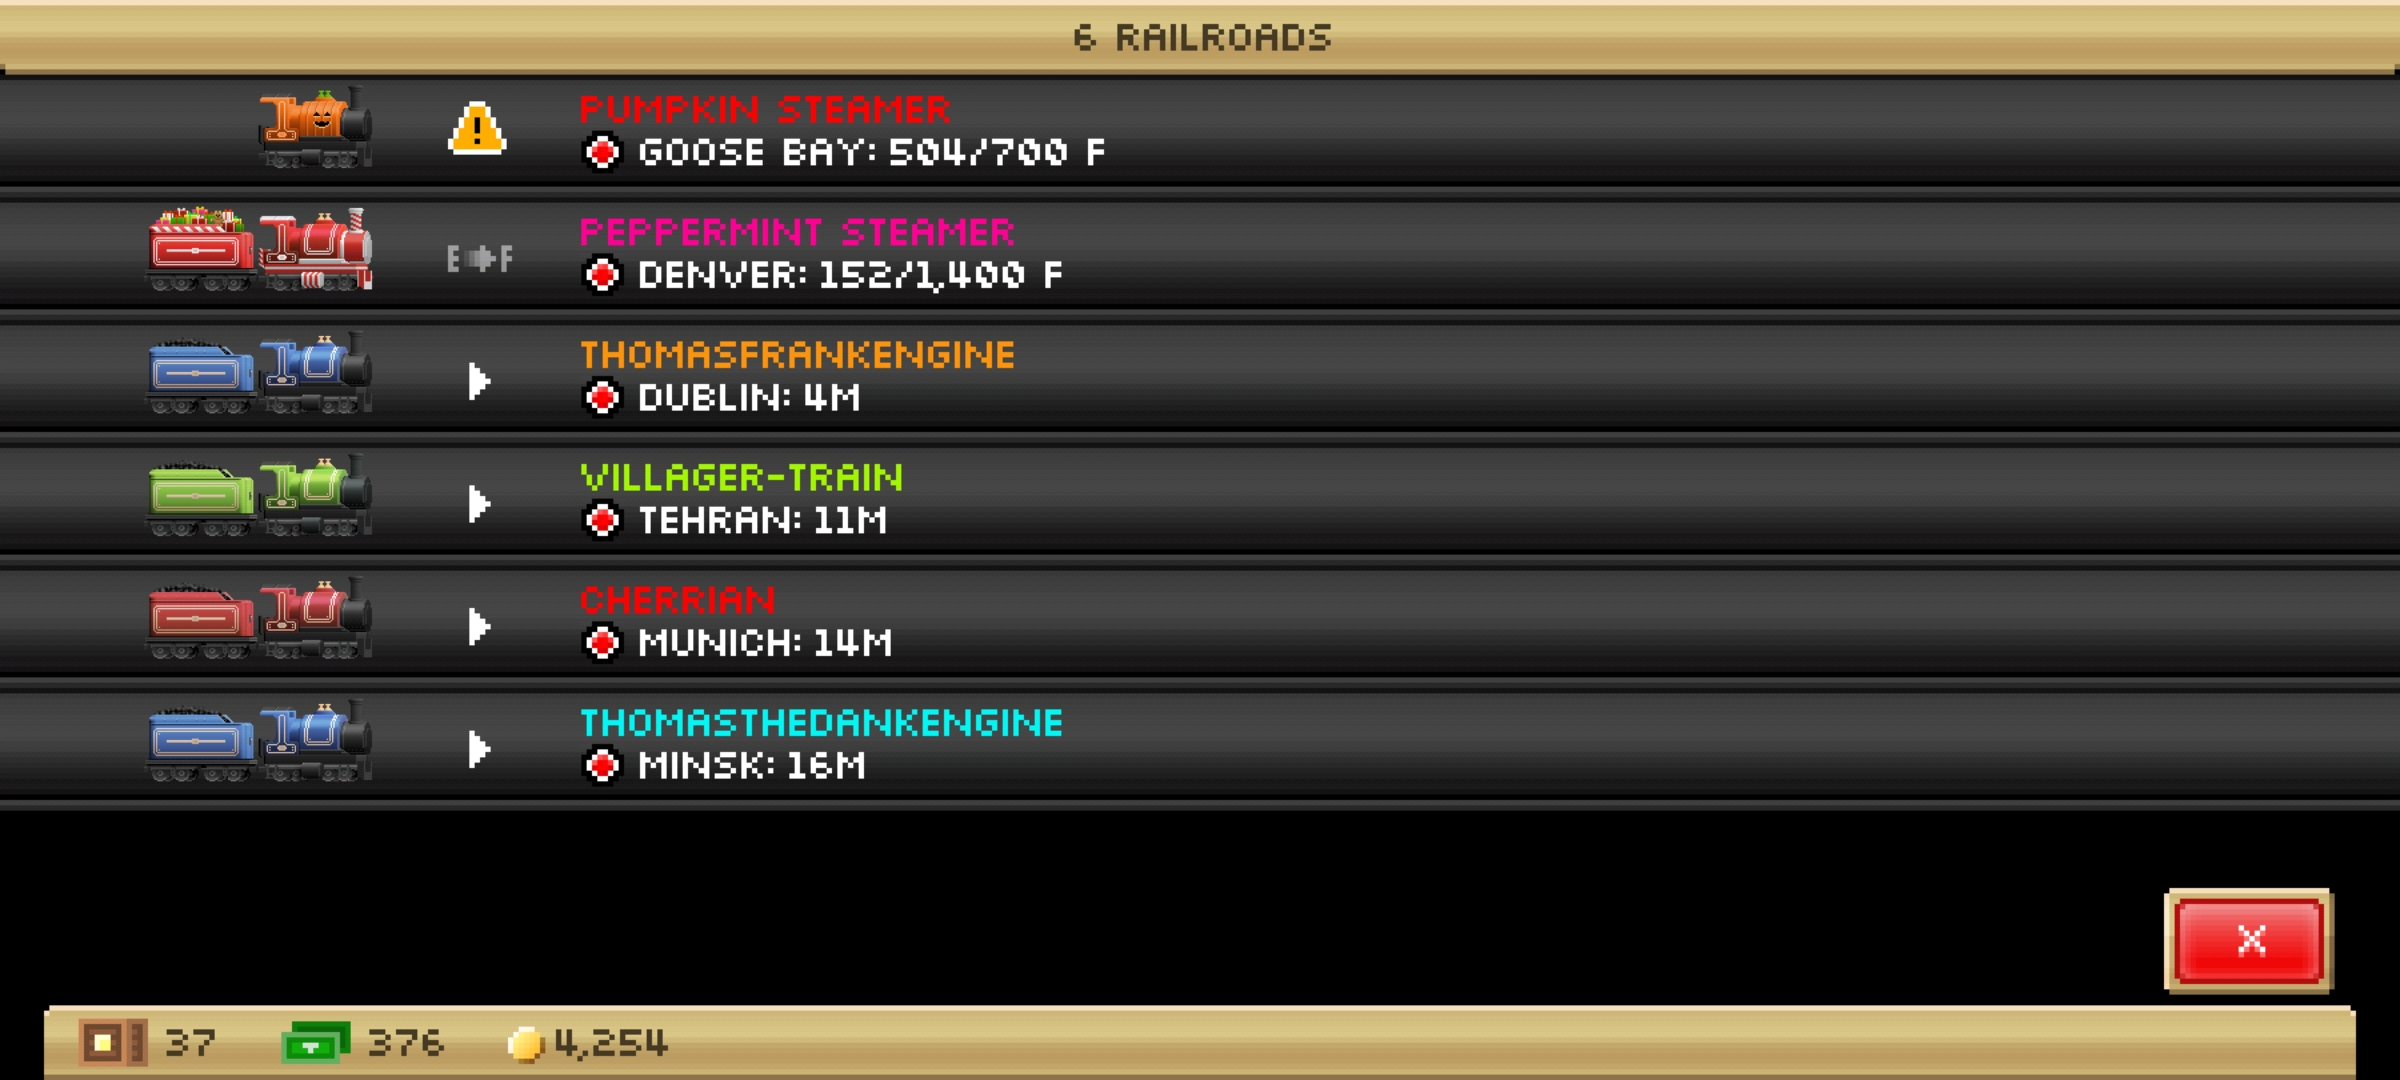 6 RAILROADS
PUMPKIN STEAMER
GOOSE BAY: 504/700 F
PEPPERMINT STEAMER
E F
DENVER: 152/1,400 F
THOMASFRANKENGINE
DUBLIN: 4M
VILLAGER-TRAIN
TEHRAN: 11M
CHERRIAN
MUNICH: 14M
THOMASTHEDANKENGINE
MINSK: 16M
X
37 376 4,254